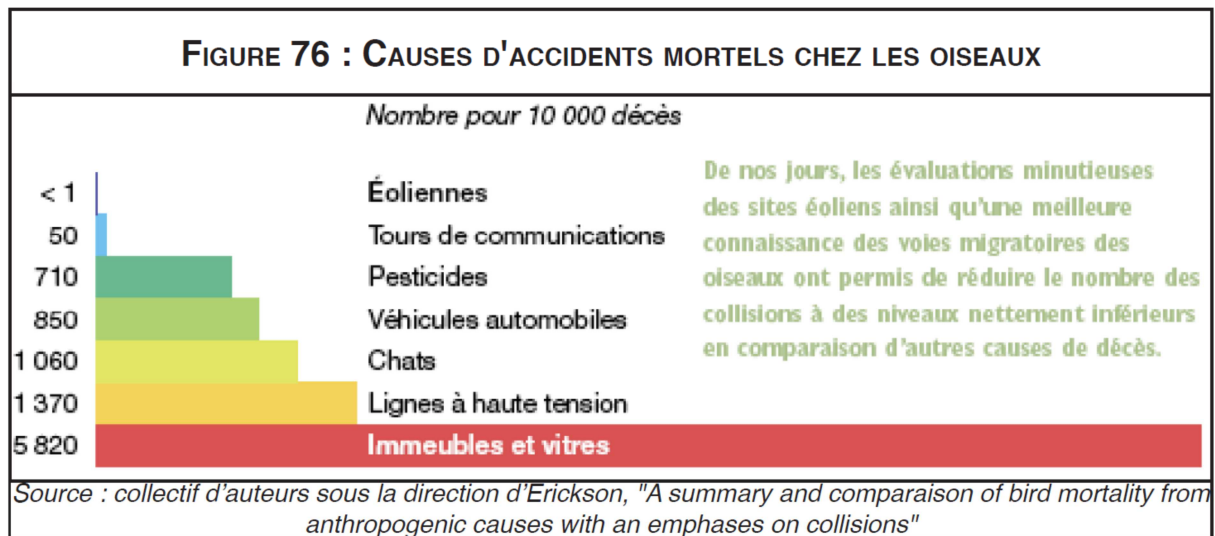 FIGURE 76 : CAUSES D'ACCIDENTS MORTELS CHEZ LES OISEAUX
Nombre pour 10 000 décès
< 1 Éoliennes
50 Tours de communications
710 Pesticides
850 Véhicules automobiles
1 060 Chats
1 370 Lignes à haute tension
5 820 Immeubles et vitres
De nos jours, les évaluations minutieuses
des sites éoliens ainsi qu'une meilleure
connaissance des voies migratoires des
oiseaux ont permis de réduire le nombre des
collisions à des niveaux nettement inférieurs
en comparaison d'autres causes de décès.
Source : collectif d'auteurs sous la direction d'Erickson, "A summary and comparaison of bird mortality from
anthropogenic causes with an emphases on collisions"